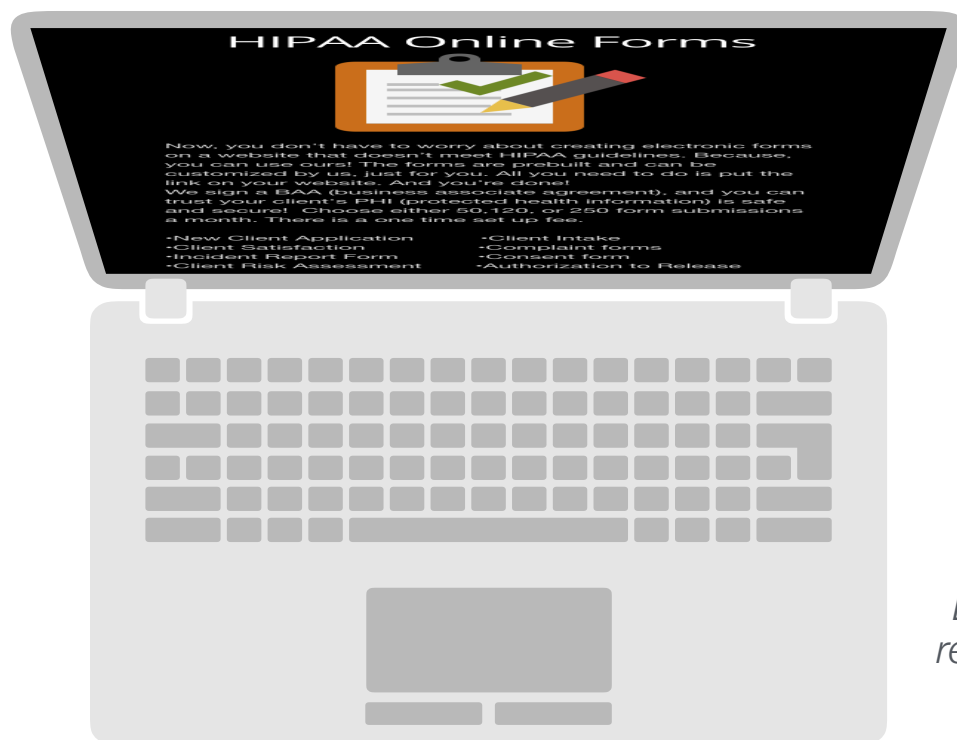 HIPAA Online Forms
Now, you don't have to worry about creating electronic forms
on a website that doesn't meet HIPAA guidelines. Because,
you can use ours! The forms are prebuilt and can be
customized by us, just for you. All you need to do is put the
link on your website. And you're done!
We sign a BAA (business associate agreement), and you can
trust your client's PHI (protected health information) is safe
and secure!  Choose either 50,120, or 250 form submissions
a month. There is a one time set up fee.
•New Client Application •Client Intake
•Client Satisfaction •Complaint forms
•Incident Report Form •Consent form
•Client Risk Assessment •Authorization to Release